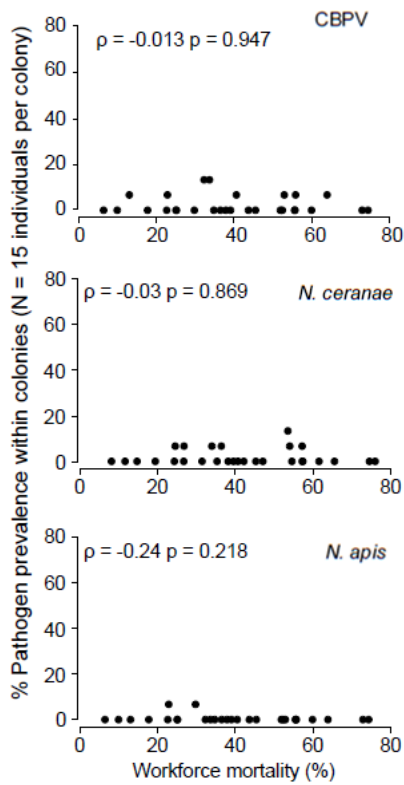 CBPV
ρ = -0.013 p = 0.947
80
60
40
20
0
0 20 40 60 80
N. ceranae
ρ = -0.03 p = 0.869
80
60
40
20
0
0 20 40 60 80
N. apis
ρ = -0.24 p = 0.218
80
60
40
20
0
0 20 40 60 80
Workforce mortality (%)
% Pathogen prevalence within colonies (N = 15 individuals per colony)